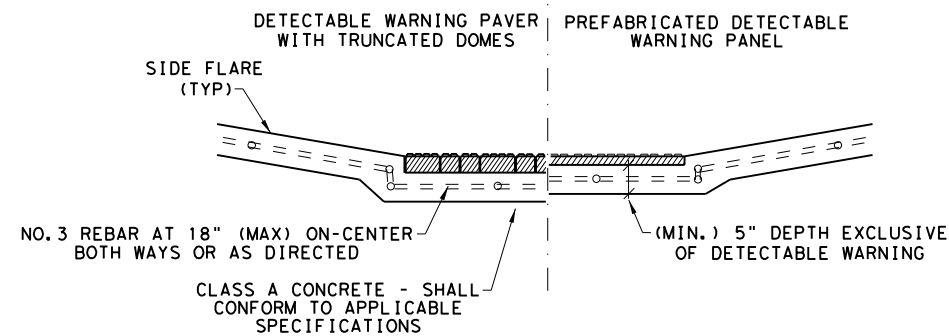 DETECTABLE WARNING PAVER
WITH TRUNCATED DOMES
PREFABRICATED DETECTABLE
WARNING PANEL
SIDE FLARE
(TYP)
NO.3 REBAR AT 18" (MAX) ON-CENTER
BOTH WAYS OR AS DIRECTED
(MIN.) 5" DEPTH EXCLUSIVE
OF DETECTABLE WARNING
CLASS A CONCRETE - SHALL
CONFORM TO APPLICABLE
SPECIFICATIONS